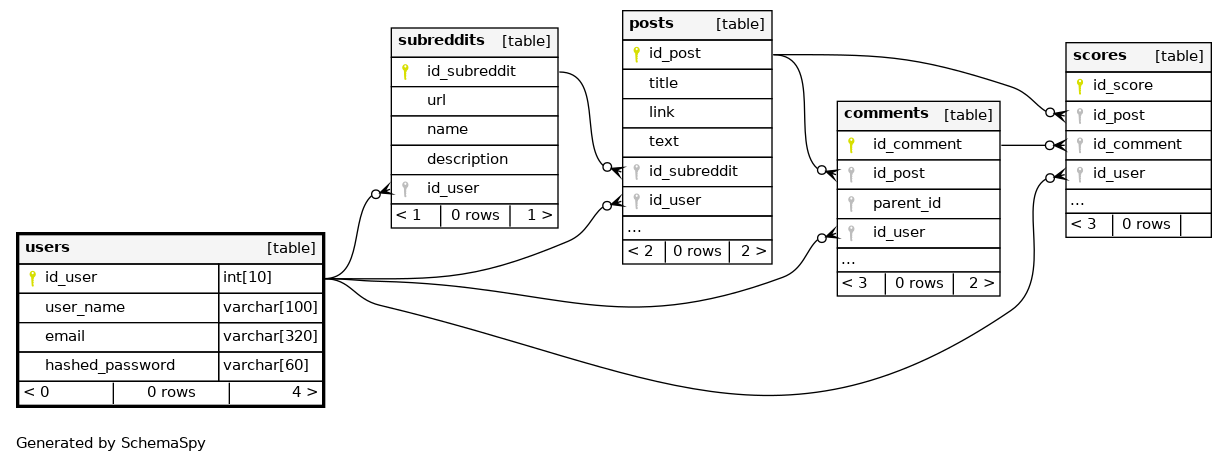 users [table]
id_user int[10]
user_name varchar[100]
email varchar[320]
hashed_password varchar[60]
< 0 0 rows 4 >
subreddits [table]
id_subreddit
url
name
description
id_user
< 1 0 rows 1 >
posts [table]
id_post
title
link
text
id_subreddit
id_user
...
< 2 0 rows 2 >
comments [table]
id_comment
id_post
parent_id
id_user
...
< 3 0 rows 2 >
scores [table]
id_score
id_post
id_comment
id_user
...
< 3 0 rows
Generated by SchemaSpy